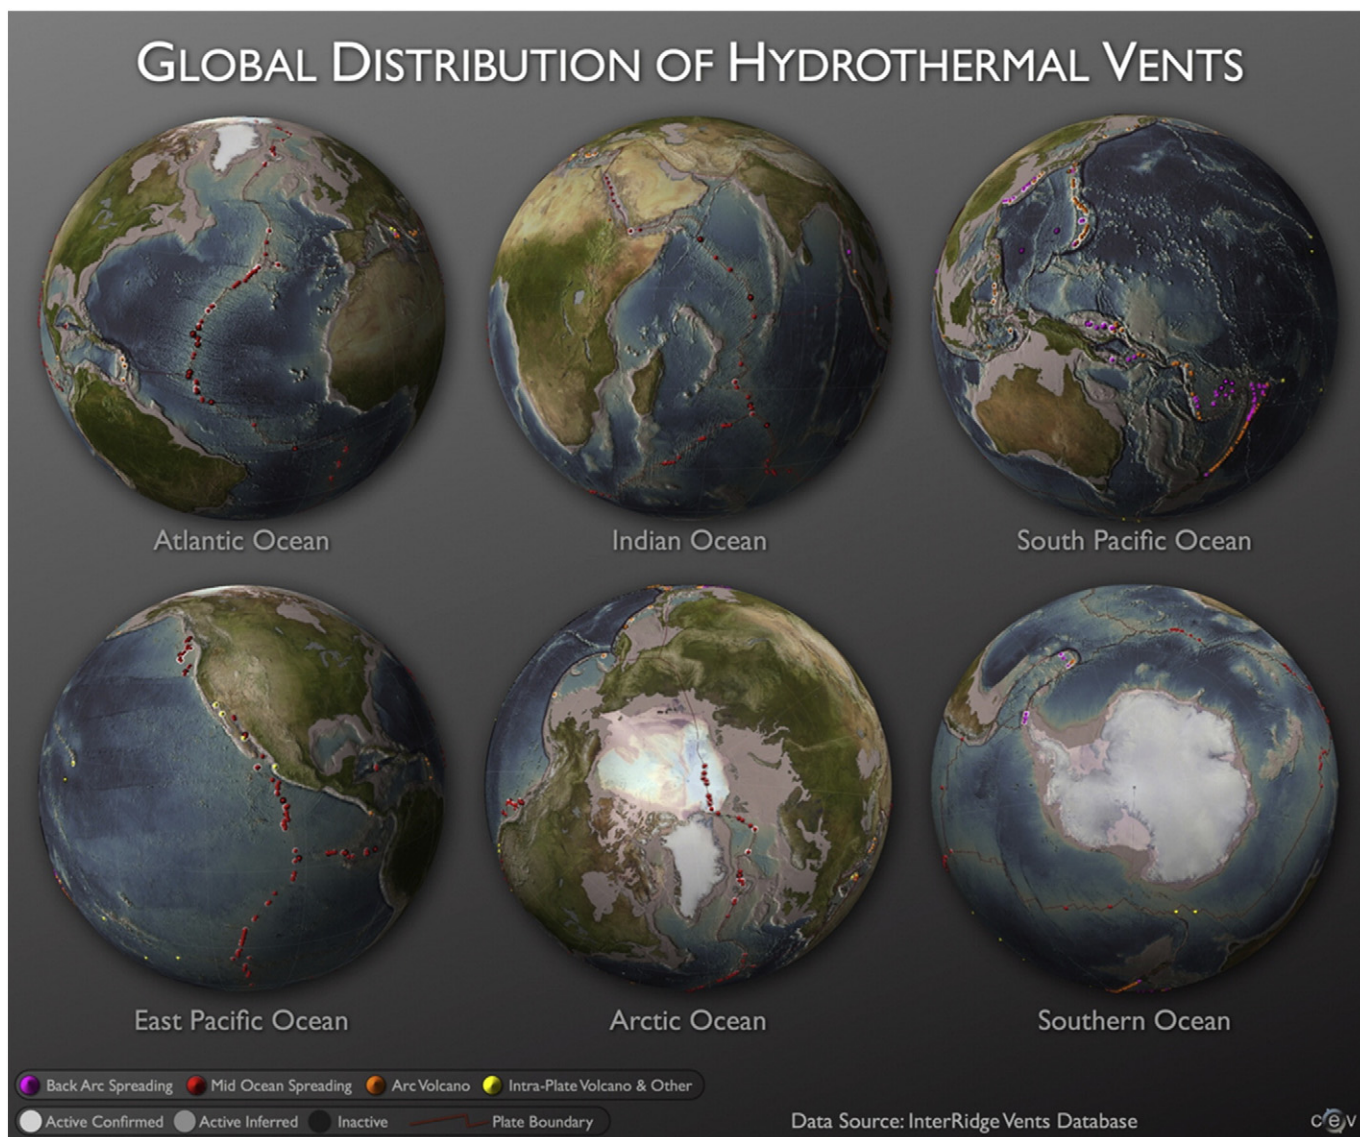 GLOBAL DISTRIBUTION OF HYDROTHERMAL VENTS
Atlantic Ocean
Indian Ocean
South Pacific Ocean
East Pacific Ocean
Arctic Ocean
Southern Ocean
Back Arc Spreading
Mid Ocean Spreading
Arc Volcano
Intra-Plate Volcano & Other
Active Confirmed
Active Inferred
Inactive
Plate Boundary
Data Source: InterRidge Vents Database
cev